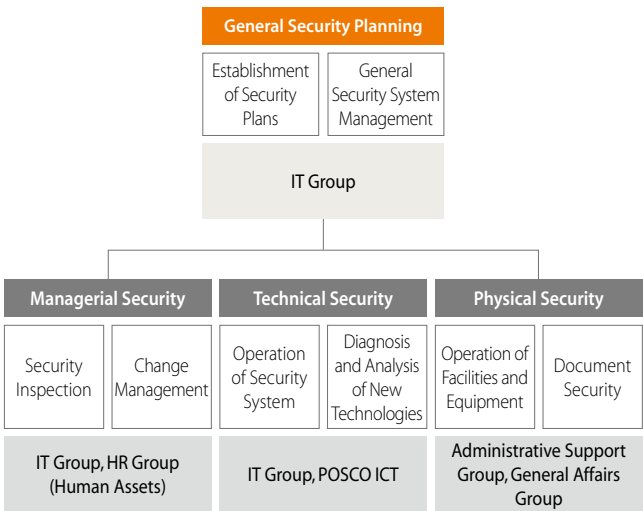 General Security Planning
Establishment
of Security
Plans
General
Security System
Management
IT Group
Managerial Security
Technical Security
Physical Security
Security
Inspection
Change
Management
Operation
of Security
System
Diagnosis
and Analysis
of New
Technologies
Operation of
Facilities and
Equipment
Document
Security
IT Group, HR Group
(Human Assets)
IT Group, POSCO ICT
Administrative Support
Group, General Affairs
Group